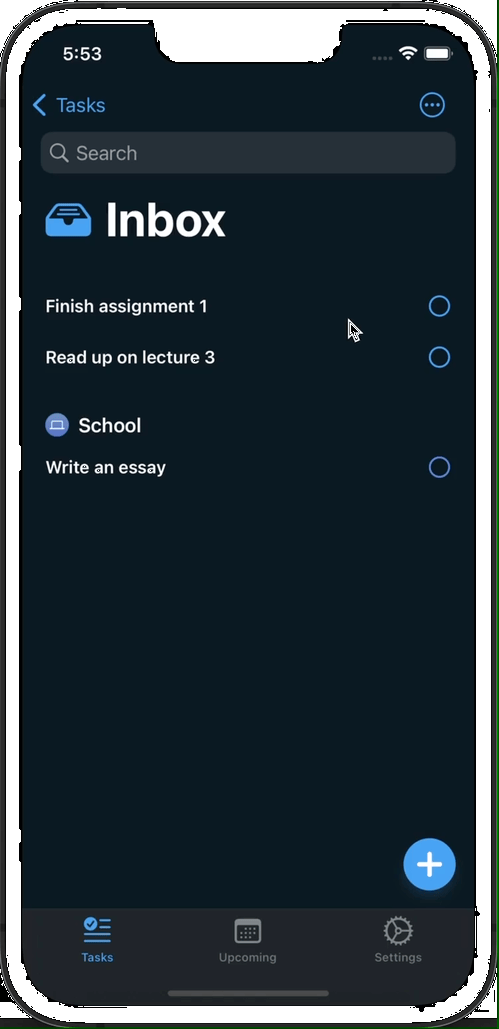 5:53
Tasks
Search
Inbox
Finish assignment 1
Read up on lecture 3
School
Write an essay
Tasks
Upcoming
Settings